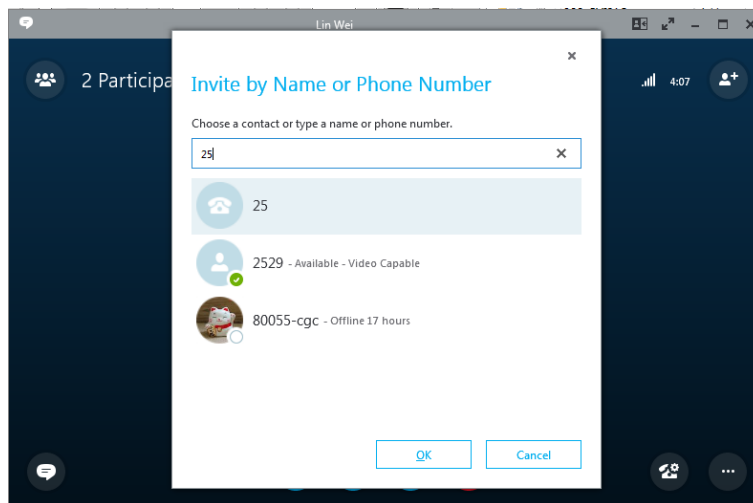 Lin Wei
2 Participa
4:07
Invite by Name or Phone Number
Choose a contact or type a name or phone number.
25
25
2529 - Available - Video Capable
80055-cgc - Offline 17 hours
OK
Cancel